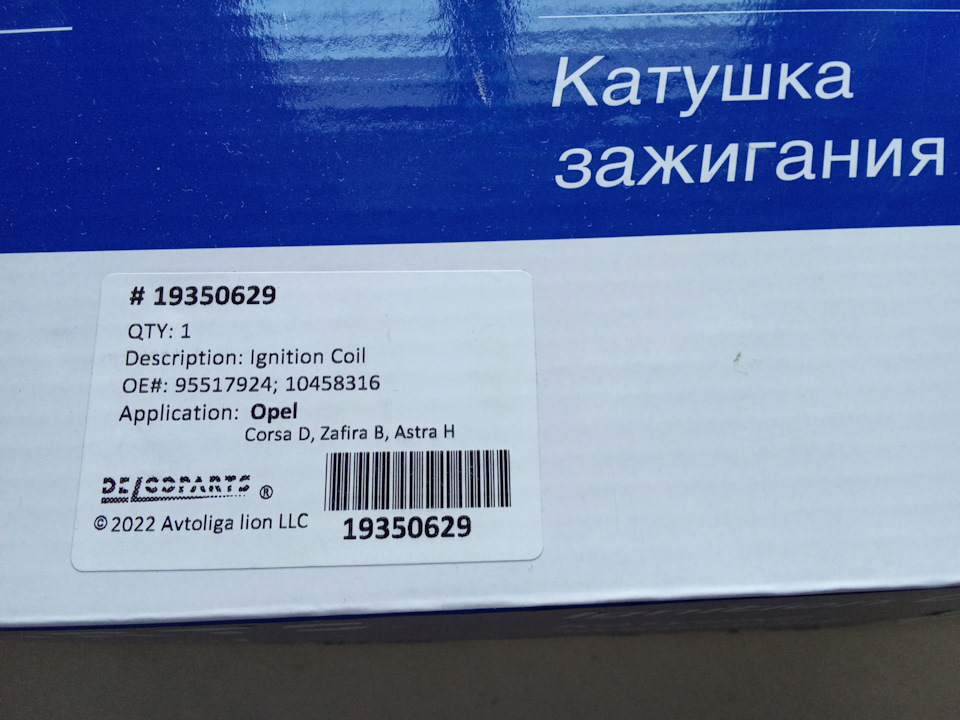 Катушка
зажигания
# 19350629
QTY: 1
Description: Ignition Coil
OE#: 95517924; 10458316
Application: Opel
Corsa D, Zafira B, Astra H
DELCOPARTS ®
© 2022 Avtoliga lion LLC
19350629